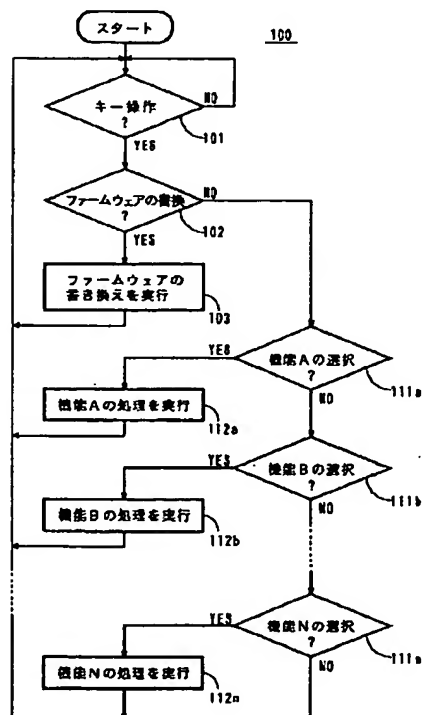 スタート
100
キー操作
?
NO
101
YES
ファームウェアの書換
?
NO
102
YES
ファームウェアの
書き換えを実行
103
YES
機能Aの選択
?
111a
NO
機能Aの処理を実行
112a
YES
機能Bの選択
?
111b
NO
機能Bの処理を実行
112b
YES
機能Nの選択
?
111n
NO
機能Nの処理を実行
112n